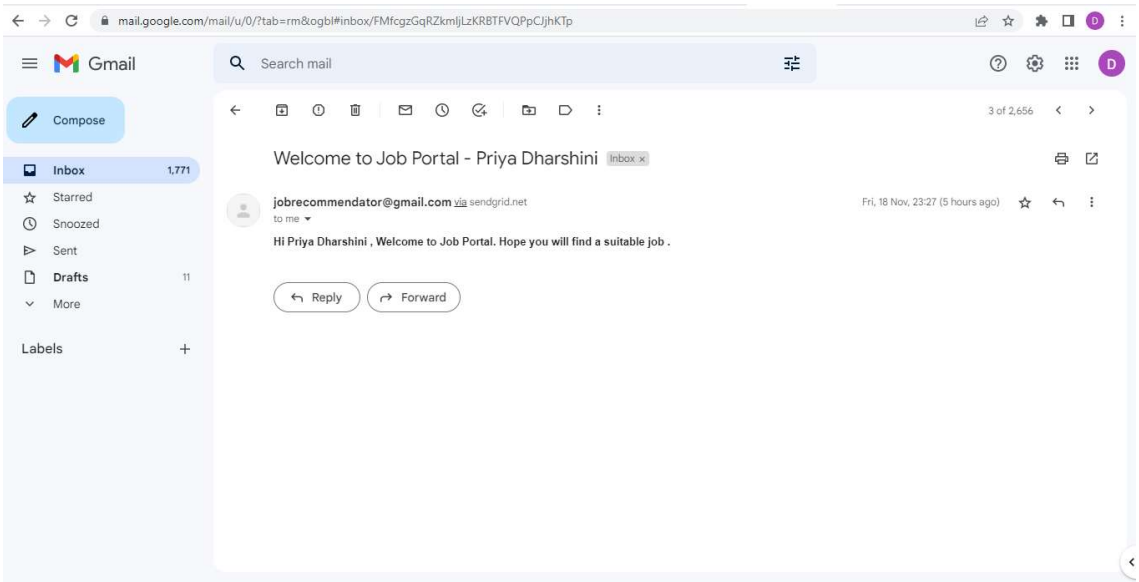 mail.google.com/mail/u/0/?tab=rm&ogbl#inbox/FMfcgzGqRZkmljLzKRBTFVQPpCJjhKTp
D
Gmail
Search mail
D
Compose
3 of 2,656
Inbox 1,771
Starred
Snoozed
Sent
Drafts 11
More
Labels
Welcome to Job Portal - Priya Dharshini Inbox x
jobrecommendator@gmail.com via sendgrid.net Fri, 18 Nov, 23:27 (5 hours ago)
to me
Hi Priya Dharshini , Welcome to Job Portal. Hope you will find a suitable job .
Reply Forward